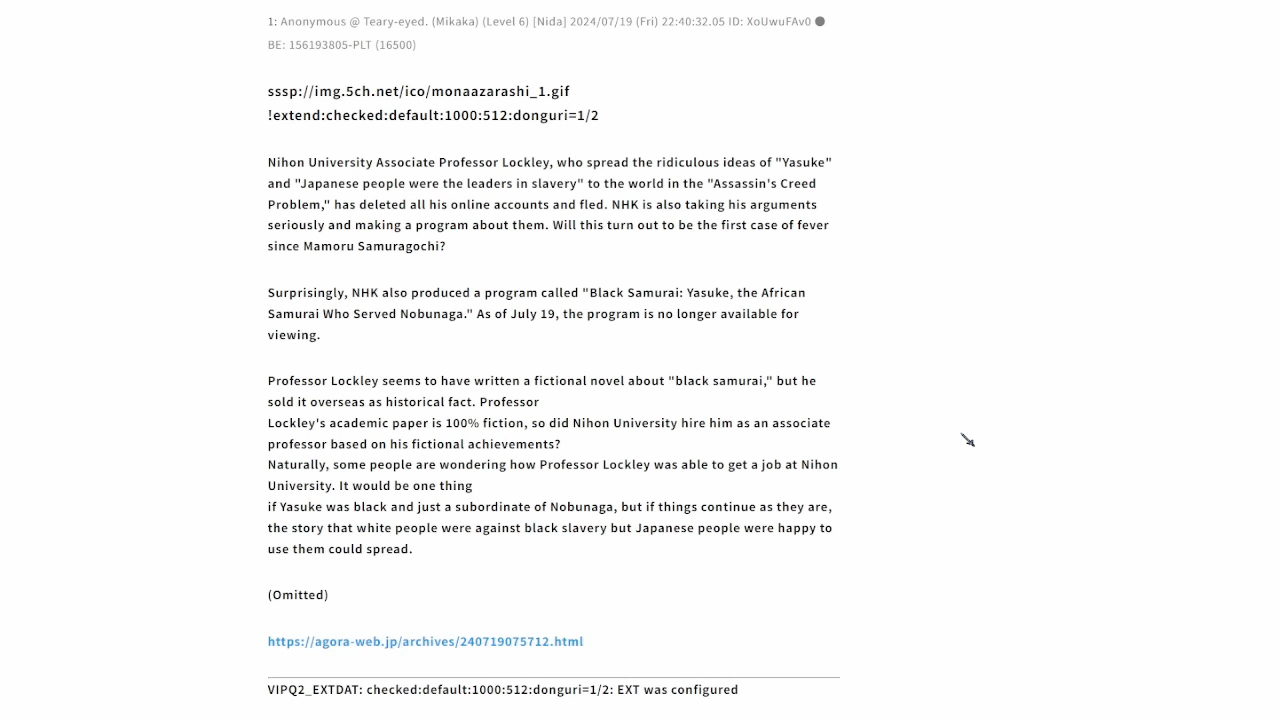 1: Anonymous @ Teary-eyed. (Mikaka) (Level 6) [Nida] 2024/07/19 (Fri) 22:40:32.05 ID: XoUwuFAv0 ●
BE: 156193805-PLT (16500)
sssp://img.5ch.net/ico/monaazarashi_1.gif
!extend:checked:default:1000:512:donguri=1/2
Nihon University Associate Professor Lockley, who spread the ridiculous ideas of "Yasuke"
and "Japanese people were the leaders in slavery" to the world in the "Assassin's Creed
Problem," has deleted all his online accounts and fled. NHK is also taking his arguments
seriously and making a program about them. Will this turn out to be the first case of fever
since Mamoru Samuragochi?
Surprisingly, NHK also produced a program called "Black Samurai: Yasuke, the African
Samurai Who Served Nobunaga." As of July 19, the program is no longer available for
viewing.
Professor Lockley seems to have written a fictional novel about "black samurai," but he
sold it overseas as historical fact. Professor
Lockley's academic paper is 100% fiction, so did Nihon University hire him as an associate
professor based on his fictional achievements?
Naturally, some people are wondering how Professor Lockley was able to get a job at Nihon
University. It would be one thing
if Yasuke was black and just a subordinate of Nobunaga, but if things continue as they are,
the story that white people were against black slavery but Japanese people were happy to
use them could spread.
(Omitted)
https://agora-web.jp/archives/240719075712.html
VIPQ2_EXTDAT: checked:default:1000:512:donguri=1/2: EXT was configured